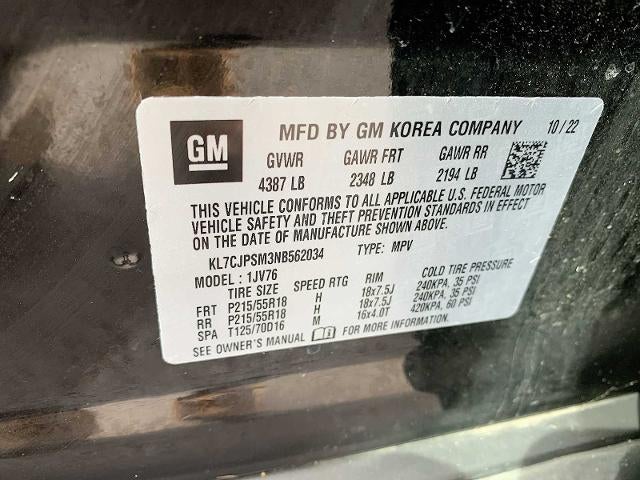 GM
MFD BY GM KOREA COMPANY 10/22
GVWR GAWR FRT GAWR RR
4387 LB 2348 LB 2194 LB
THIS VEHICLE CONFORMS TO ALL APPLICABLE U.S. FEDERAL MOTOR
VEHICLE SAFETY AND THEFT PREVENTION STANDARDS IN EFFECT
ON THE DATE OF MANUFACTURE SHOWN ABOVE.
KL7CJPSM3NB562034 TYPE: MPV
MODEL: 1JV76
TIRE SIZE SPEED RTG RIM COLD TIRE PRESSURE
FRT P215/55R18 H 18x7.5J 240KPA, 35 PSI
RR P215/55R18 H 18x7.5J 240KPA, 35 PSI
SPA T125/70D16 M 16x4.0T 420KPA, 60 PSI
SEE OWNER'S MANUAL FOR MORE INFORMATION.